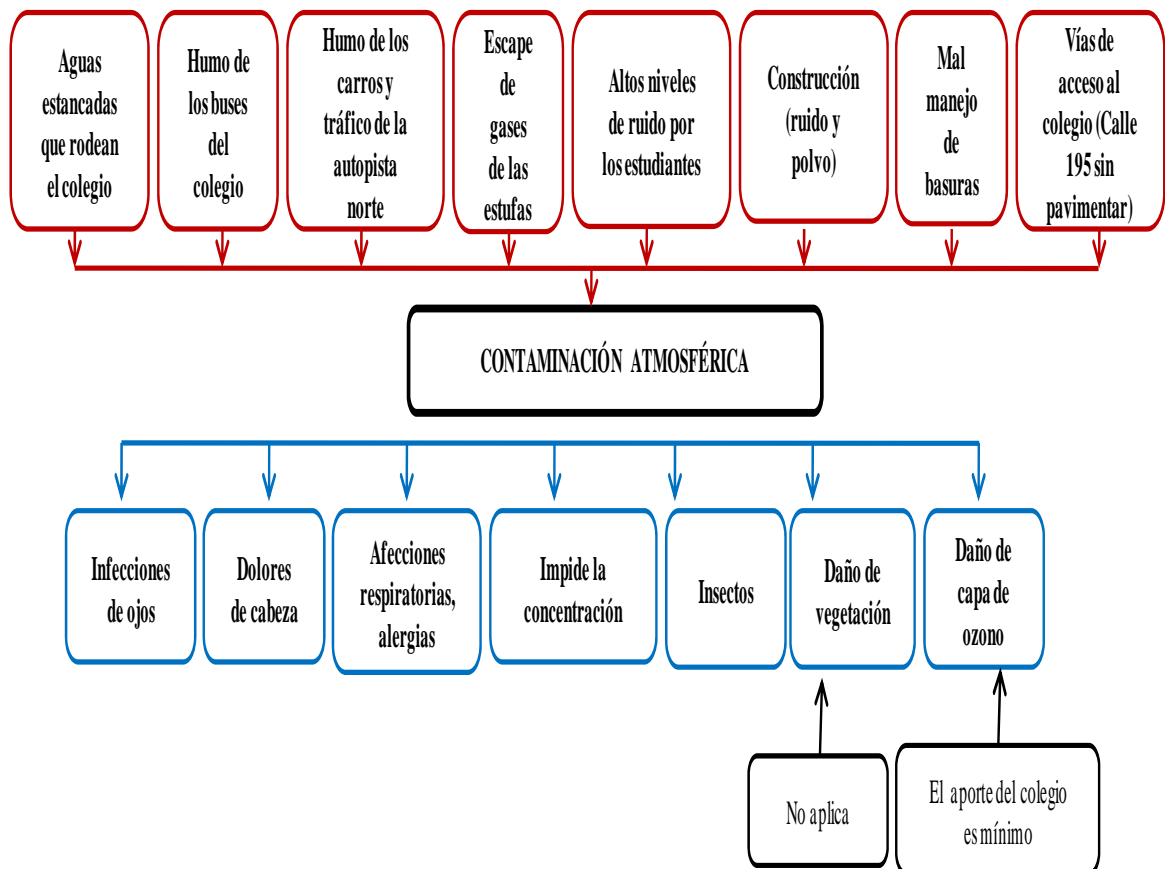 Aguas
estancadas
que rodean
el colegio
Humo de
los buses
del
colegio
Humo de los
carros y
tráfico de la
autopista
norte
Escape
de
gases
de las
estufas
Altos niveles
de ruido por
los estudiantes
Construcción
(ruido y
polvo)
Mal
manejo
de
basuras
Vías de
acceso al
colegio (Calle
195 sin
pavimentar)
CONTAMINACIÓN ATMOSFÉRICA
Infecciones
de ojos
Dolores
de cabeza
Afecciones
respiratorias,
alergias
Impide la
concentración
Insectos
Daño de
vegetación
Daño de
capa de
ozono
No aplica
El aporte del colegio
es mínimo